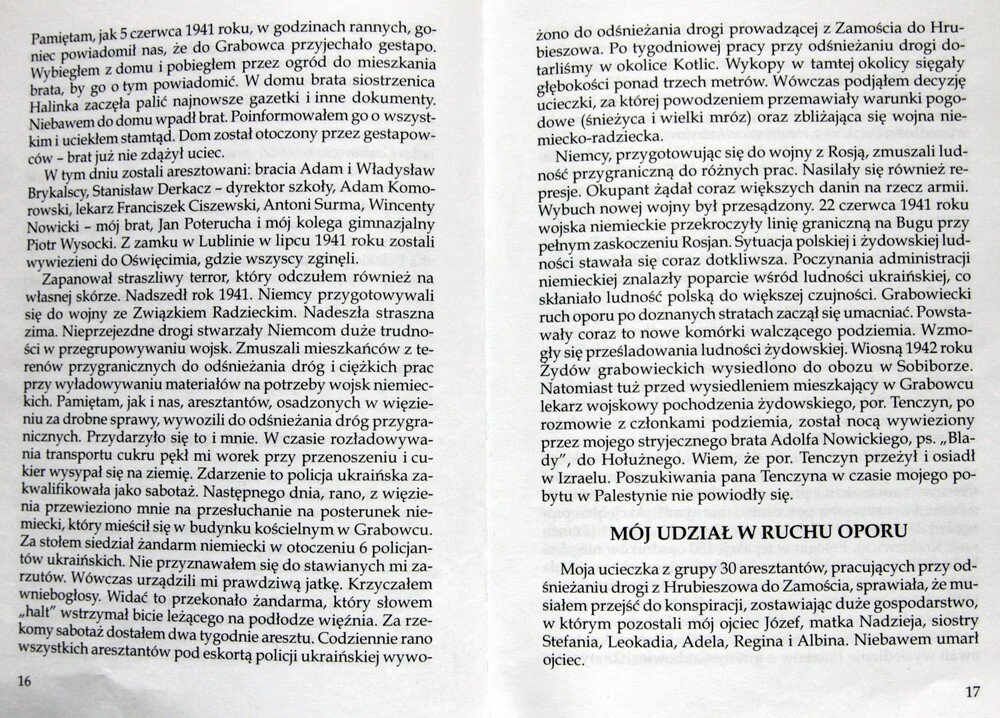 Pamiętam, jak 5 czerwca 1941 roku, w godzinach rannych, go-
niec powiadomił nas, że do Grabowca przyjechało gestapo.
Wybiegłem z domu i pobiegłem przez ogród do mieszkania
brata, by go o tym powiadomić. W domu brata siostrzenica
Halinka zaczęła palić najnowsze gazetki i inne dokumenty.
Niebawem do domu wpadł brat. Poinformowałem go o wszyst-
kim i uciekłem stamtąd. Dom został otoczony przez gestapow-
ców – brat już nie zdążył uciec.
W tym dniu zostali aresztowani: bracia Adam i Władysław
Brykalscy, Stanisław Derkacz – dyrektor szkoły, Adam Komo-
rowski, lekarz Franciszek Ciszewski, Antoni Surma, Wincenty
Nowicki – mój brat, Jan Poterucha i mój kolega gimnazjalny
Piotr Wysocki. Z zamku w Lublinie w lipcu 1941 roku zostali
wywiezieni do Oświęcimia, gdzie wszyscy zginęli.
Zapanował straszliwy terror, który odczułem również na
własnej skórze. Nadszedł rok 1941. Niemcy przygotowywali
się do wojny ze Związkiem Radzieckim. Nadeszła straszna
zima. Nieprzejezdne drogi stwarzały Niemcom duże trudno-
ści w przegrupowywaniu wojsk. Zmuszali mieszkańców z te-
renów przygranicznych do odśnieżania dróg i ciężkich prac
przy wyładowywaniu materiałów na potrzeby wojsk niemiec-
kich. Pamiętam, jak i nas, aresztantów, osadzonych w więzie-
niu za drobne sprawy, wywozili do odśnieżania dróg przygra-
nicznych. Przydarzyło się to i mnie. W czasie rozładowywa-
nia transportu cukru pękł mi worek przy przenoszeniu i cu-
kier wysypał się na ziemię. Zdarzenie to policja ukraińska za-
kwalifikowała jako sabotaż. Następnego dnia, rano, z więzie-
nia przewieziono mnie na przesłuchanie na posterunek nie-
miecki, który mieścił się w budynku kościelnym w Grabowcu.
Za stołem siedział żandarm niemiecki w otoczeniu 6 policjan-
tów ukraińskich. Nie przyznawałem się do stawianych mi za-
rzutów. Wówczas urządzili mi prawdziwą jatkę. Krzyczałem
wniebogłosy. Widać to przekonało żandarma, który słowem
„halt” wstrzymał bicie leżącego na podłodze więźnia. Za rze-
komy sabotaż dostałem dwa tygodnie aresztu. Codziennie rano
wszystkich aresztantów pod eskortą policji ukraińskiej wywo-
16
żono do odśnieżania drogi prowadzącej z Zamościa do Hru-
bieszowa. Po tygodniowej pracy przy odśnieżaniu drogi do-
tarliśmy w okolice Kotlic. Wykopy w tamtej okolicy sięgały
głębokości ponad trzech metrów. Wówczas podjąłem decyzję
ucieczki, za której powodzeniem przemawiały warunki pogo-
dowe (śnieżyca i wielki mróz) oraz zbliżająca się wojna nie-
miecko-radziecka.
Niemcy, przygotowując się do wojny z Rosją, zmuszali lud-
ność przygraniczną do różnych prac. Nasilały się również re-
presje. Okupant żądał coraz większych danin na rzecz armii.
Wybuch nowej wojny był przesądzony. 22 czerwca 1941 roku
wojska niemieckie przekroczyły linię graniczną na Bugu przy
pełnym zaskoczeniu Rosjan. Sytuacja polskiej i żydowskiej lud-
ności stawała się coraz dotkliwsza. Poczynania administracji
niemieckiej znalazły poparcie wśród ludności ukraińskiej, co
skłaniało ludność polską do większej czujności. Grabowiecki
ruch oporu po doznanych stratach zaczął się umacniać. Powsta-
wały coraz to nowe komórki walczącego podziemia. Wzmo-
gły się prześladowania ludności żydowskiej. Wiosną 1942 roku
Żydów grabowieckich wysiedlono do obozu w Sobiborze.
Natomiast tuż przed wysiedleniem mieszkający w Grabowcu
lekarz wojskowy pochodzenia żydowskiego, por. Tenczyn, po
rozmowie z członkami podziemia, został nocą wywieziony
przez mojego stryjecznego brata Adolfa Nowickiego, ps. „Bla-
dy”, do Hołużnego. Wiem, że por. Tenczyn przeżył i osiadł
w Izraelu. Poszukiwania pana Tenczyna w czasie mojego po-
bytu w Palestynie nie powiodły się.
MÓJ UDZIAŁ W RUCHU OPORU
Moja ucieczka z grupy 30 aresztantów, pracujących przy od-
śnieżaniu drogi z Hrubieszowa do Zamościa, sprawiała, że mu-
siałem przejść do konspiracji, zostawiając duże gospodarstwo,
w którym pozostali mój ojciec Józef, matka Nadzieja, siostry
Stefania, Leokadia, Adela, Regina i Albina. Niebawem umarł
ojciec.
17